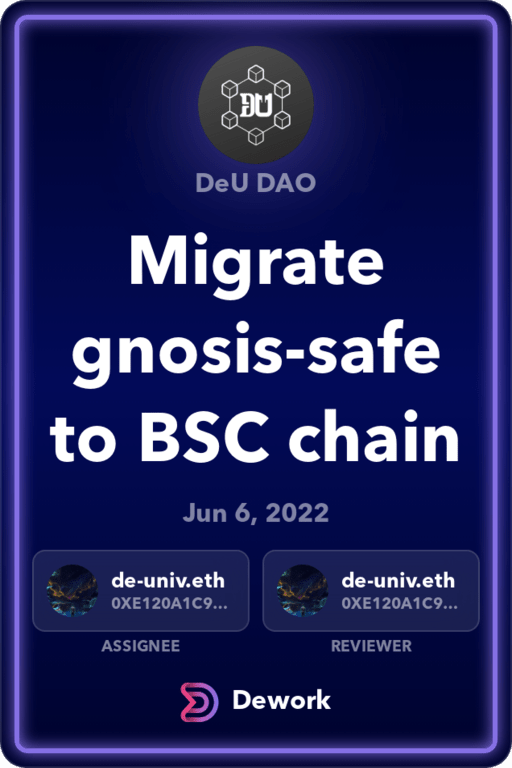 DU
DeU DAO
Migrate
gnosis-safe
to BSC chain
Jun 6, 2022
de-univ.eth
0XE120A1C9...
ASSIGNEE
de-univ.eth
0XE120A1C9...
REVIEWER
Dework